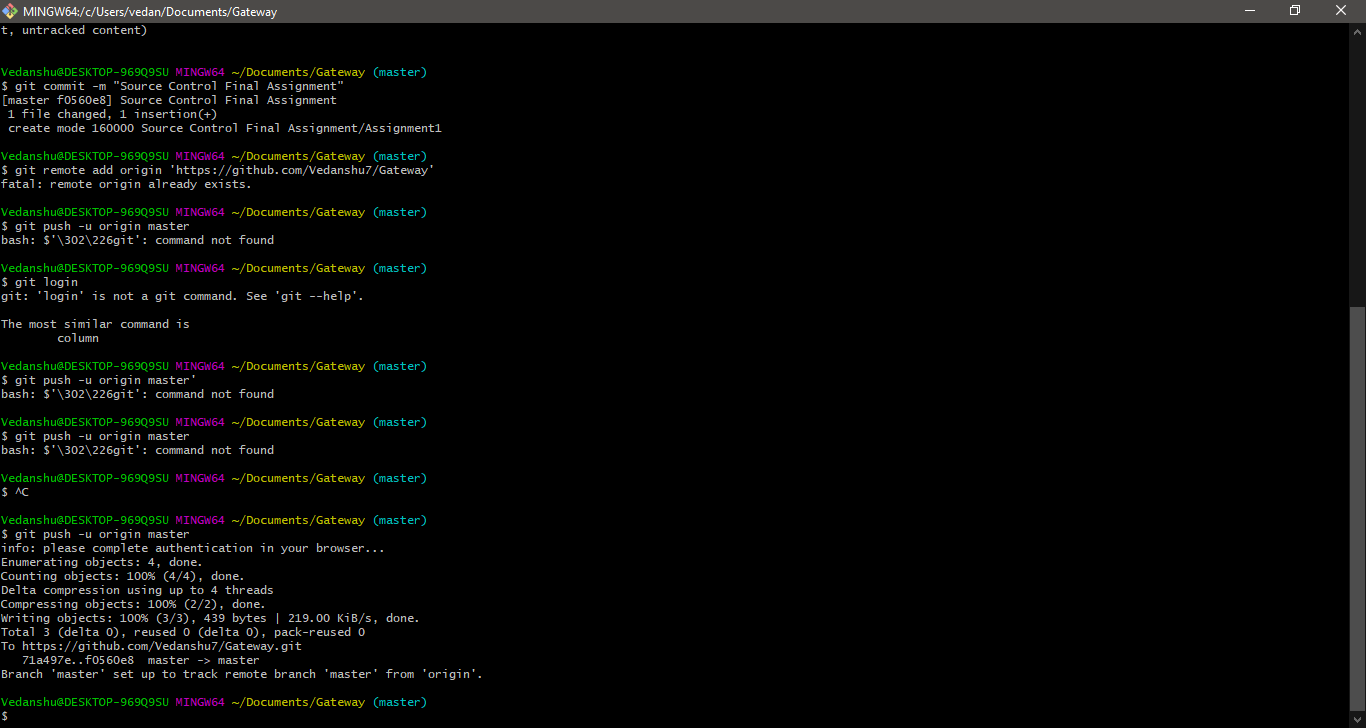 MINGW64:/c/Users/vedan/Documents/Gateway
t, untracked content)
Vedanshu@DESKTOP-969Q9SU MINGW64 ~/Documents/Gateway (master)
$ git commit -m "Source Control Final Assignment"
[master f0560e8] Source Control Final Assignment
 1 file changed, 1 insertion(+)
 create mode 160000 Source Control Final Assignment/Assignment1
Vedanshu@DESKTOP-969Q9SU MINGW64 ~/Documents/Gateway (master)
$ git remote add origin 'https://github.com/Vedanshu7/Gateway'
fatal: remote origin already exists.
Vedanshu@DESKTOP-969Q9SU MINGW64 ~/Documents/Gateway (master)
$ git push -u origin master
bash: $'\302\226git': command not found
Vedanshu@DESKTOP-969Q9SU MINGW64 ~/Documents/Gateway (master)
$ git login
git: 'login' is not a git command. See 'git --help'.
The most similar command is
        column
Vedanshu@DESKTOP-969Q9SU MINGW64 ~/Documents/Gateway (master)
$ git push -u origin master'
bash: $'\302\226git': command not found
Vedanshu@DESKTOP-969Q9SU MINGW64 ~/Documents/Gateway (master)
$ git push -u origin master
bash: $'\302\226git': command not found
Vedanshu@DESKTOP-969Q9SU MINGW64 ~/Documents/Gateway (master)
$ ^C
Vedanshu@DESKTOP-969Q9SU MINGW64 ~/Documents/Gateway (master)
$ git push -u origin master
info: please complete authentication in your browser...
Enumerating objects: 4, done.
Counting objects: 100% (4/4), done.
Delta compression using up to 4 threads
Compressing objects: 100% (2/2), done.
Writing objects: 100% (3/3), 439 bytes | 219.00 KiB/s, done.
Total 3 (delta 0), reused 0 (delta 0), pack-reused 0
To https://github.com/Vedanshu7/Gateway.git
   71a497e..f0560e8  master -> master
Branch 'master' set up to track remote branch 'master' from 'origin'.
Vedanshu@DESKTOP-969Q9SU MINGW64 ~/Documents/Gateway (master)
$